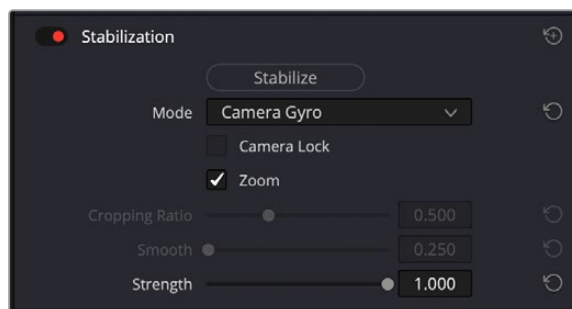 Stabilization
Stabilize
Mode Camera Gyro
Camera Lock
Zoom
Cropping Ratio 0.500
Smooth 0.250
Strength 1.000